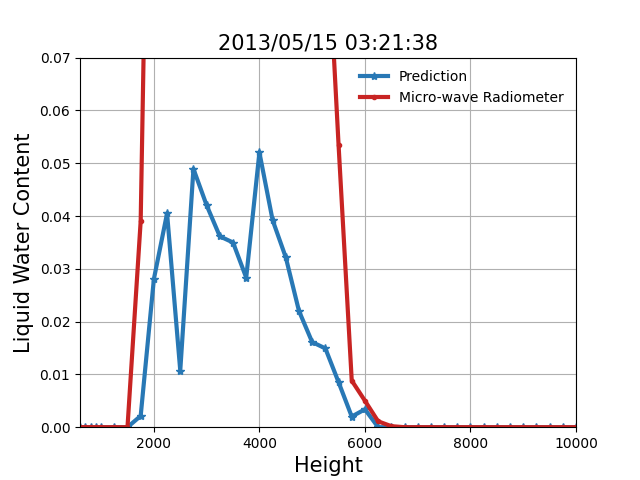 2013/05/15 03:21:38
Prediction
Micro-wave Radiometer
Liquid Water Content
0.07
0.06
0.05
0.04
0.03
0.02
0.01
0.00
2000 4000 6000 8000 10000
Height